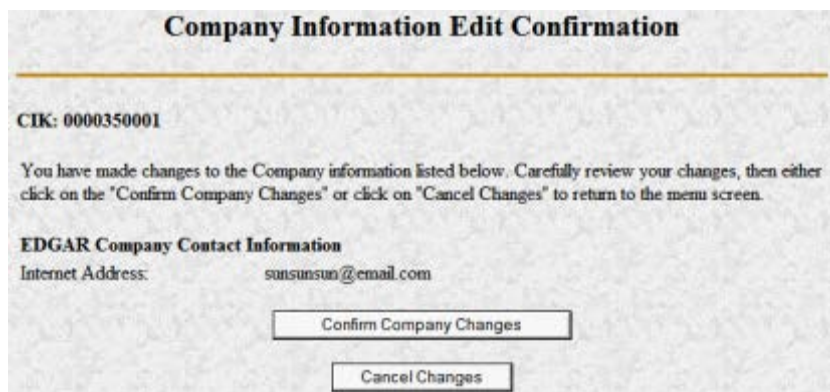 Company Information Edit Confirmation
CIK: 0000350001
You have made changes to the Company information listed below. Carefully review your changes, then either
click on the "Confirm Company Changes" or click on "Cancel Changes" to return to the menu screen.
EDGAR Company Contact Information
Internet Address: sunsunsun@email.com
Confirm Company Changes
Cancel Changes